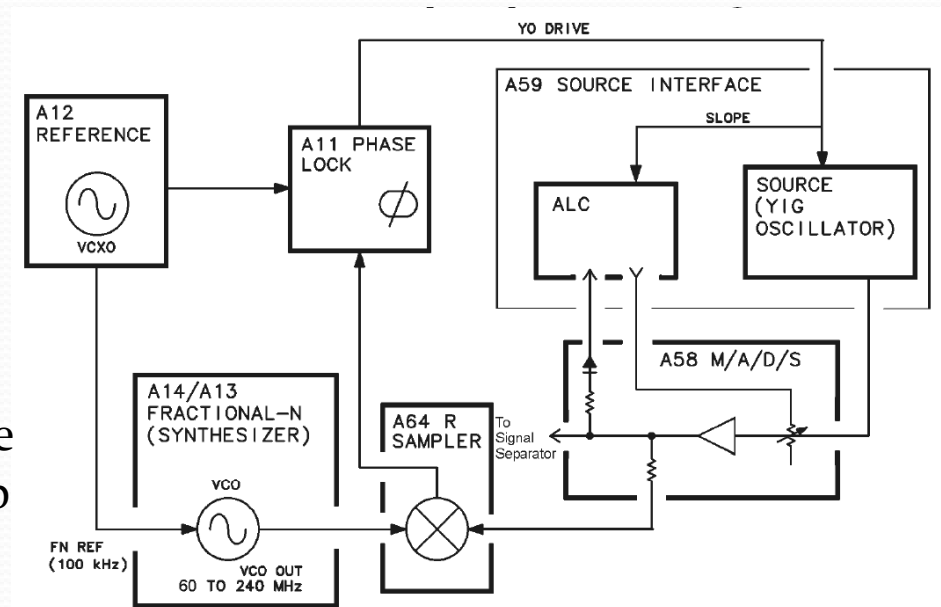 YO DRIVE
A59 SOURCE INTERFACE
SLOPE
A12
REFERENCE
VCXO
A11 PHASE
LOCK
ALC
SOURCE
(YIG
OSCILLATOR)
A58 M/A/D/S
A14/A13
FRACTIONAL-N
(SYNTHESIZER)
VCO
A64 R
SAMPLER
To
Signal
Separator
FN REF
(100 kHz)
VCO OUT
60 TO 240 MHz